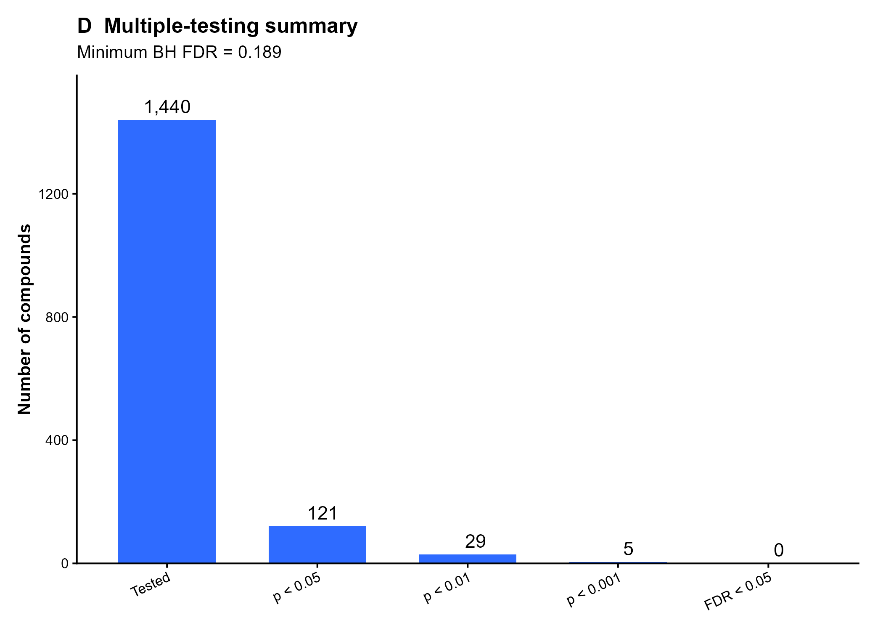 D  Multiple-testing summary
Minimum BH FDR = 0.189
Number of compounds
1200
800
400
0
1,440
121
29
5
0
Tested
p < 0.05
p < 0.01
p < 0.001
FDR < 0.05